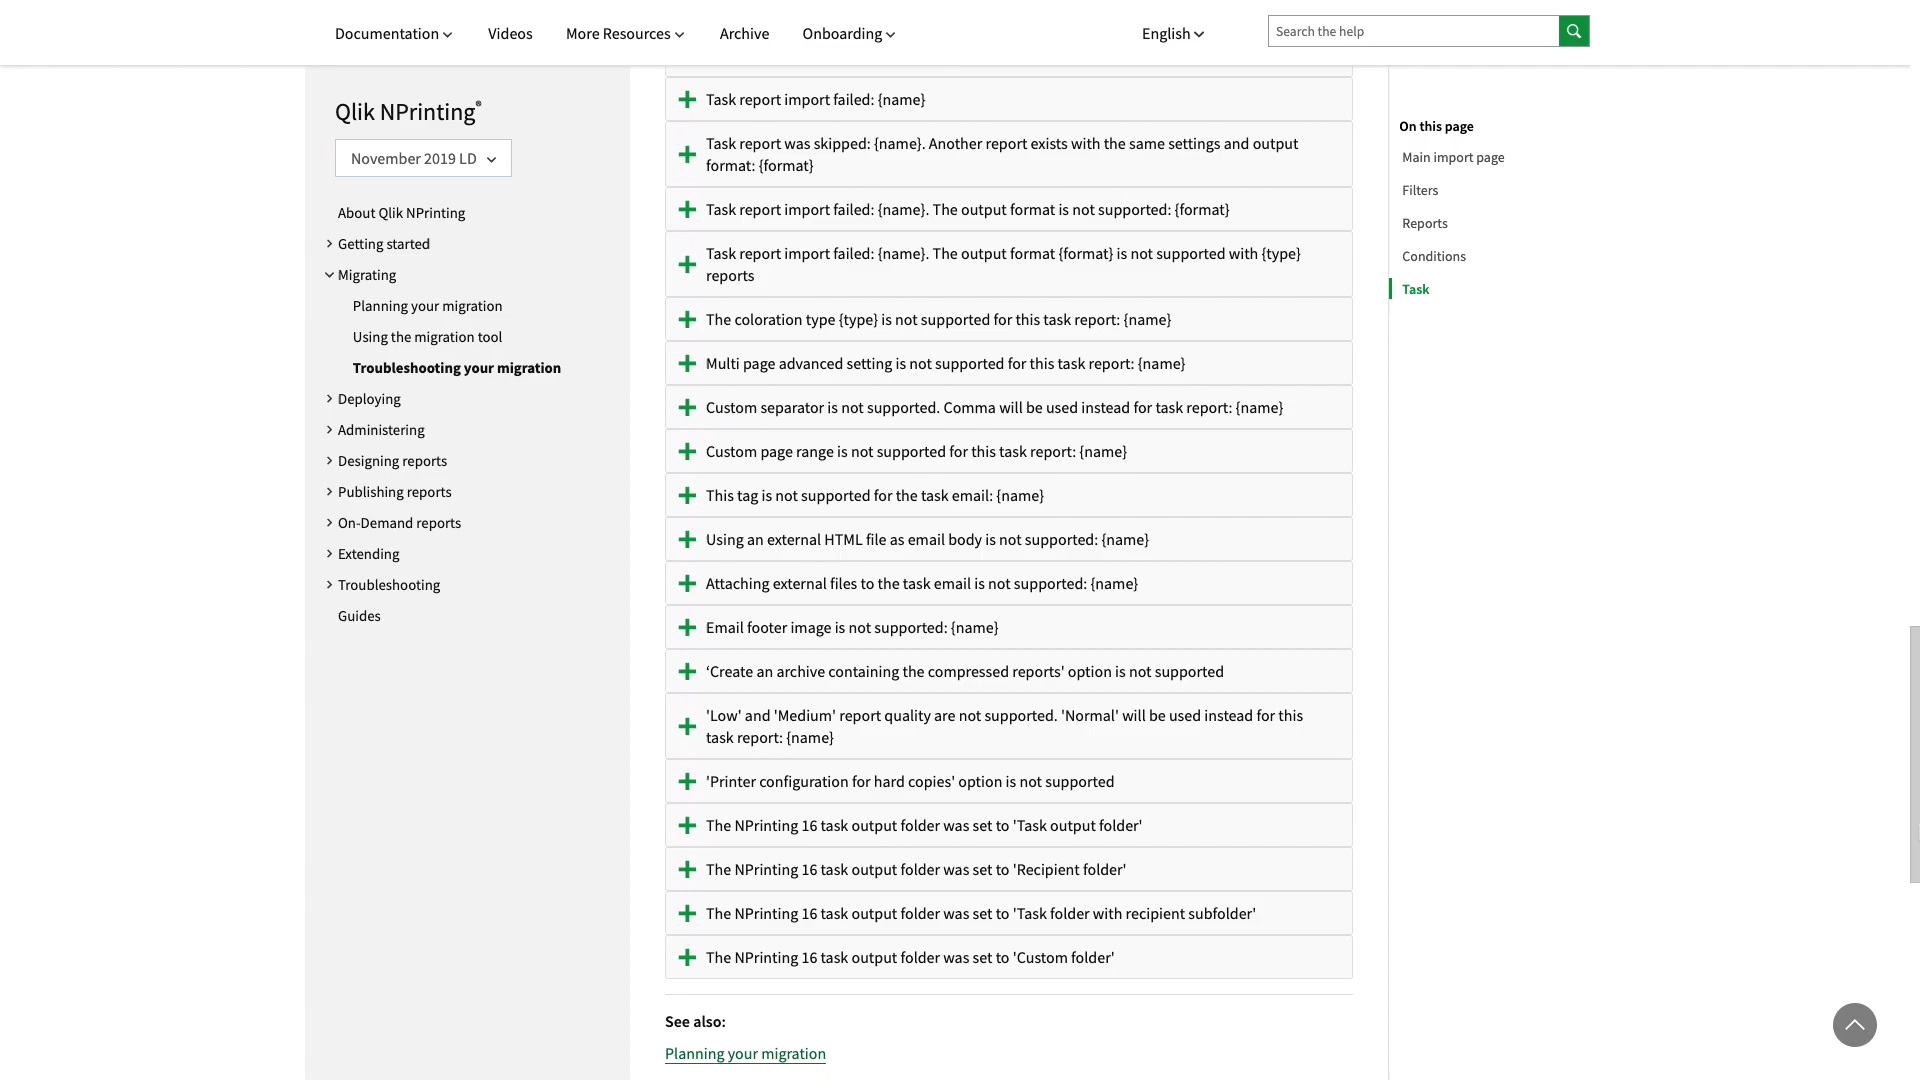 Documentation
Videos
More Resources
Archive
Onboarding
English
Search the help
Qlik NPrinting®
November 2019 LD
About Qlik NPrinting
Getting started
Migrating
Planning your migration
Using the migration tool
Troubleshooting your migration
Deploying
Administering
Designing reports
Publishing reports
On-Demand reports
Extending
Troubleshooting
Guides
Task report import failed: {name}
Task report was skipped: {name}. Another report exists with the same settings and output
format: {format}
Task report import failed: {name}. The output format is not supported: {format}
Task report import failed: {name}. The output format {format} is not supported with {type}
reports
The coloration type {type} is not supported for this task report: {name}
Multi page advanced setting is not supported for this task report: {name}
Custom separator is not supported. Comma will be used instead for task report: {name}
Custom page range is not supported for this task report: {name}
This tag is not supported for the task email: {name}
Using an external HTML file as email body is not supported: {name}
Attaching external files to the task email is not supported: {name}
Email footer image is not supported: {name}
‘Create an archive containing the compressed reports' option is not supported
'Low' and 'Medium' report quality are not supported. 'Normal' will be used instead for this
task report: {name}
'Printer configuration for hard copies' option is not supported
The NPrinting 16 task output folder was set to 'Task output folder'
The NPrinting 16 task output folder was set to 'Recipient folder'
The NPrinting 16 task output folder was set to 'Task folder with recipient subfolder'
The NPrinting 16 task output folder was set to 'Custom folder'
See also:
Planning your migration
On this page
Main import page
Filters
Reports
Conditions
Task